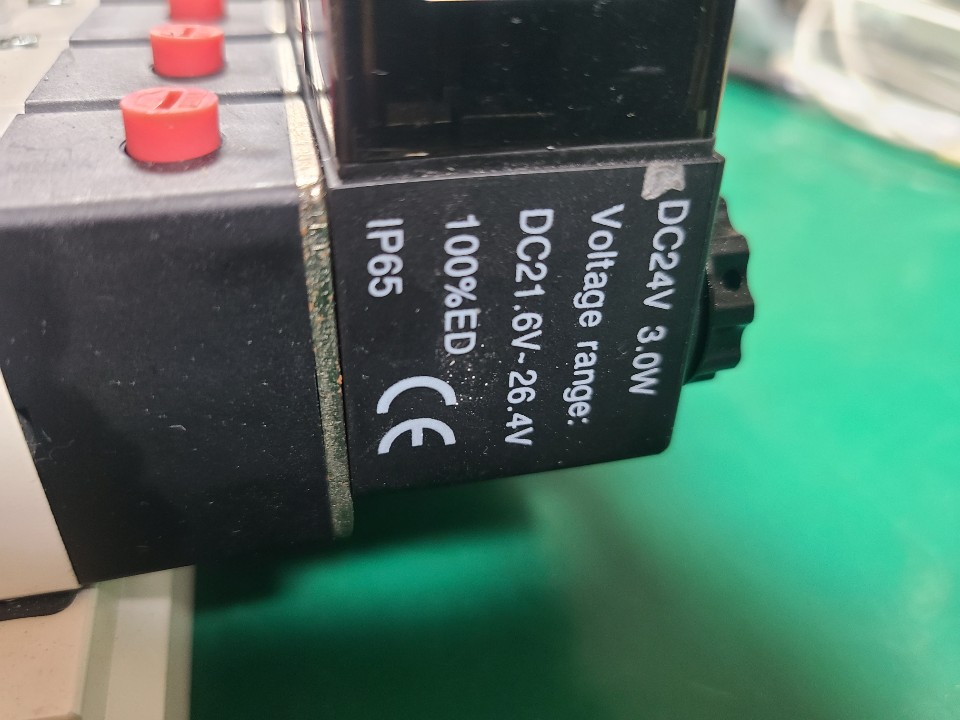 DC24V 3.0W
Voltage range:
DC21.6V~26.4V
100%ED
IP65
CE